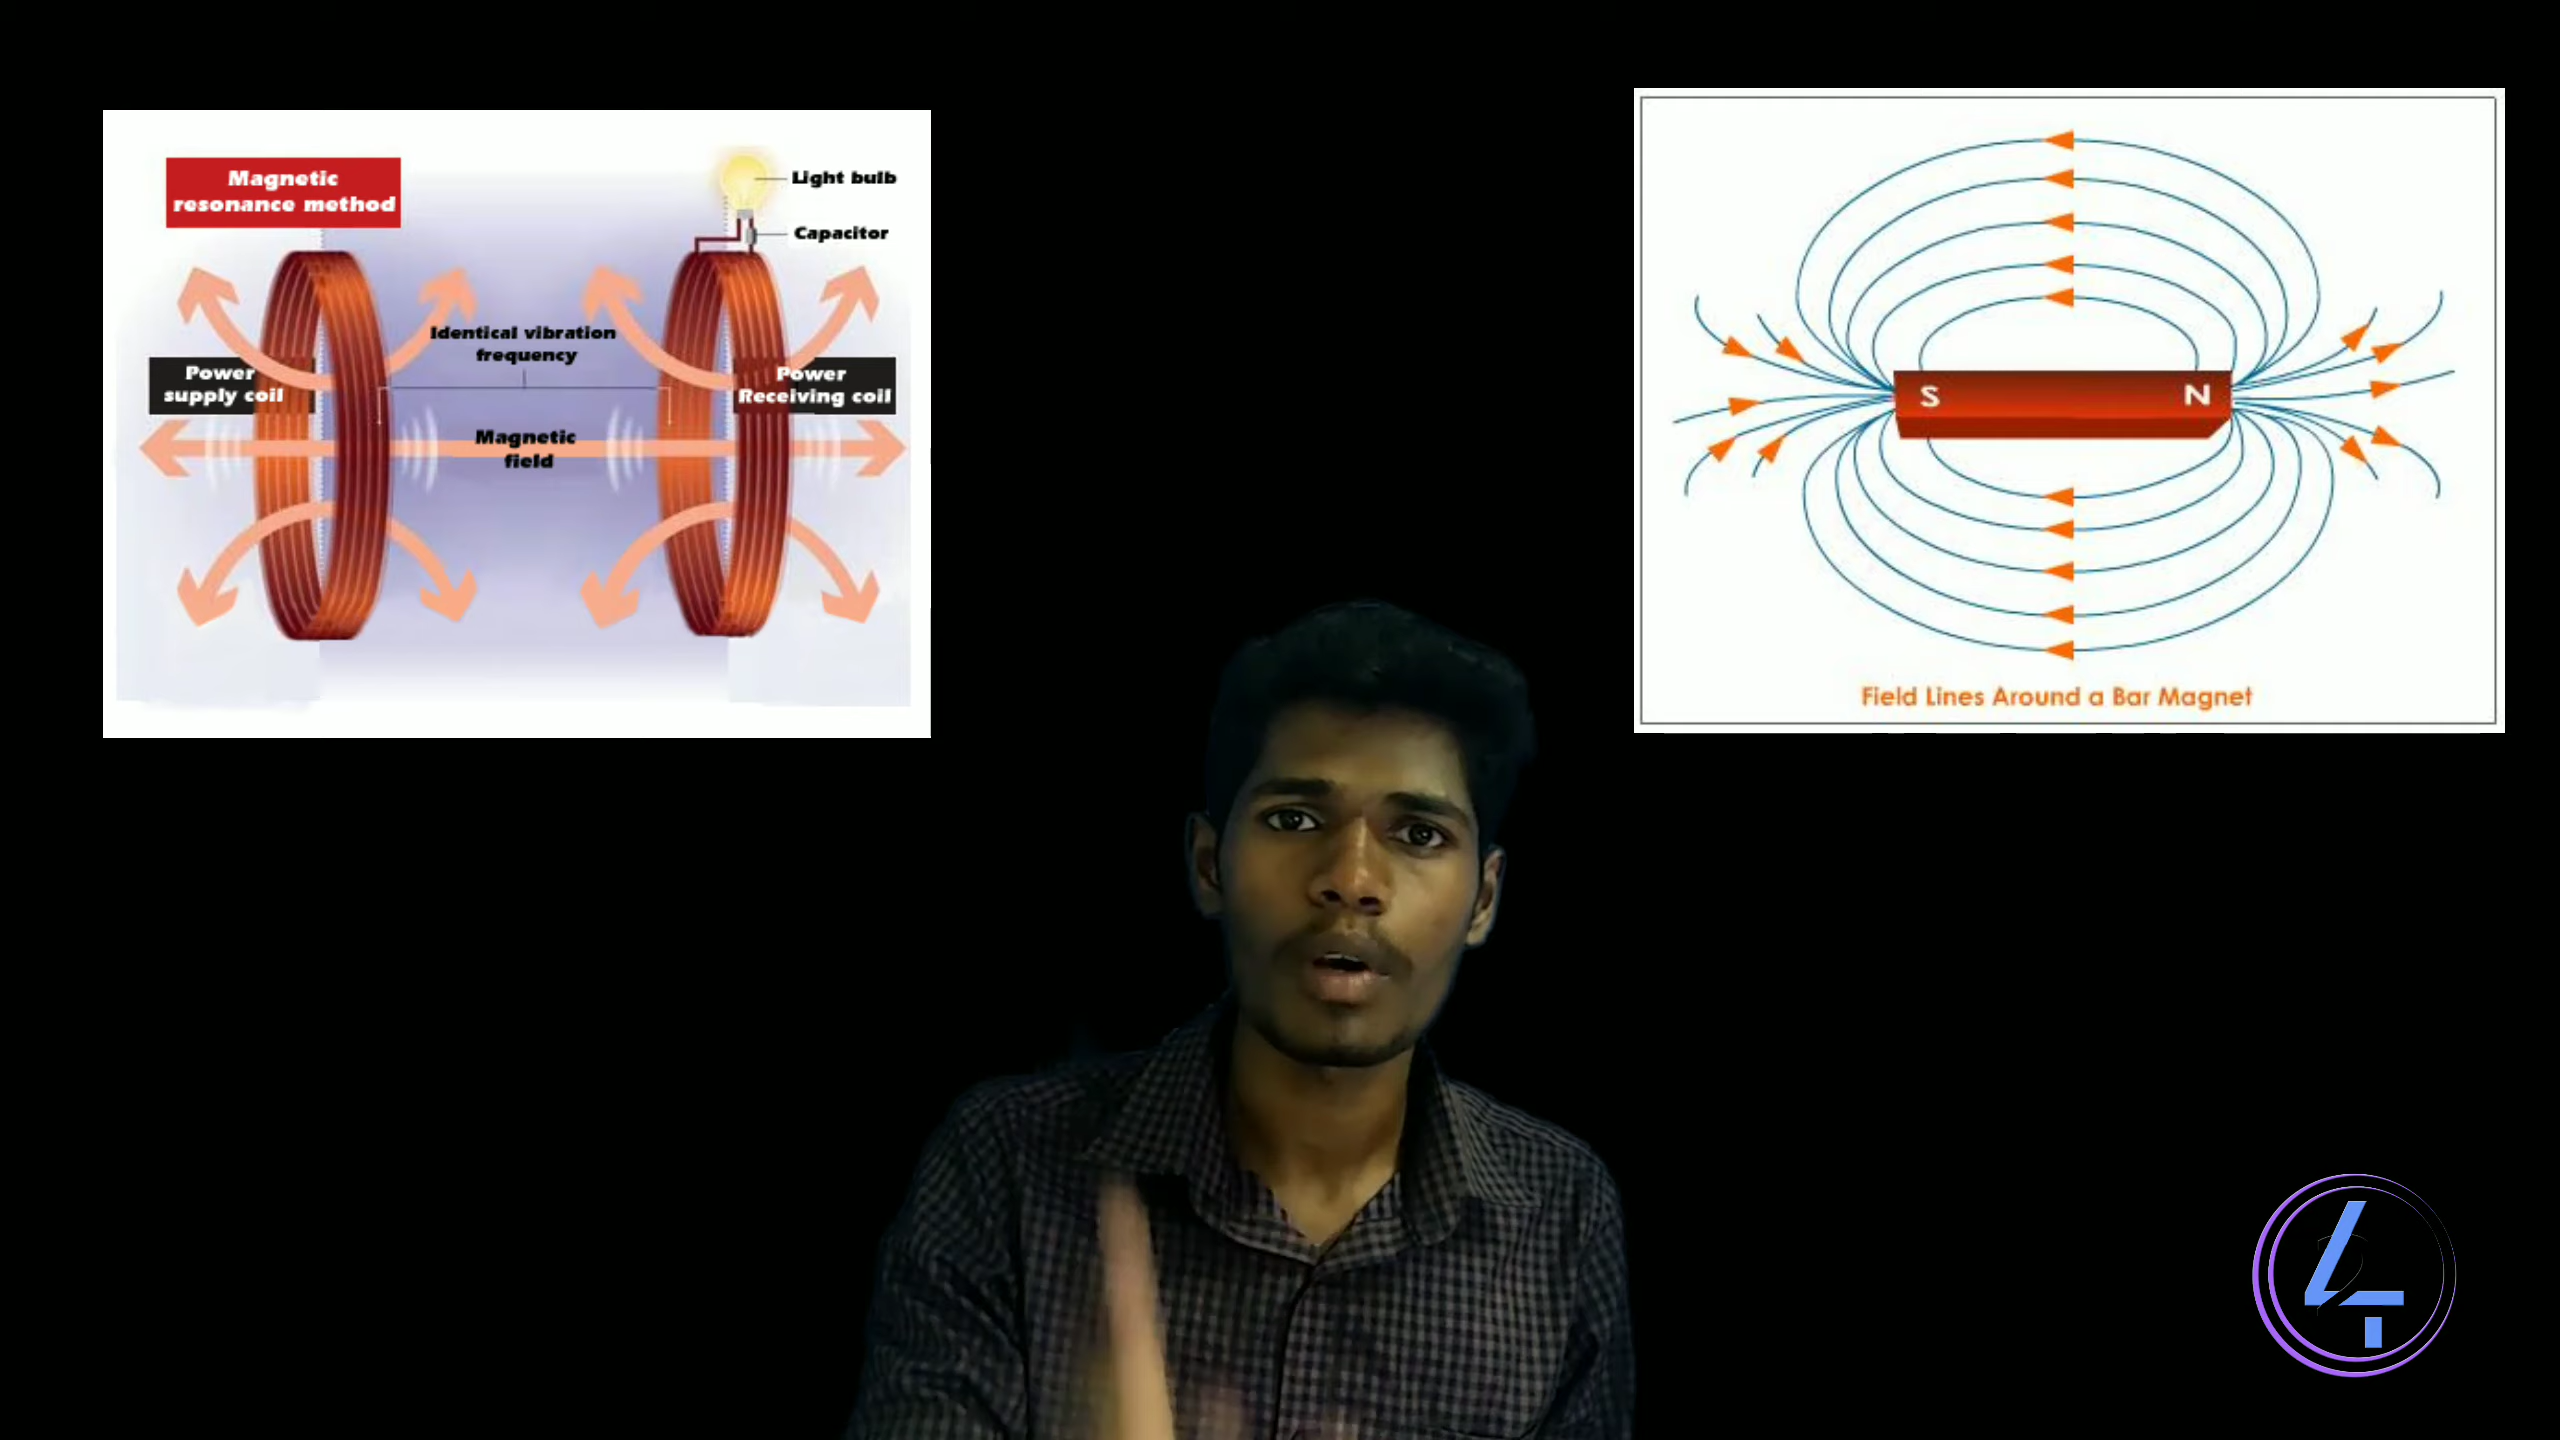 Magnetic
resonance method
Light bulb
Capacitor
Identical vibration
frequency
Power
supply coil
Power
Receiving coil
Magnetic
field
S
N
Field Lines Around a Bar Magnet
4